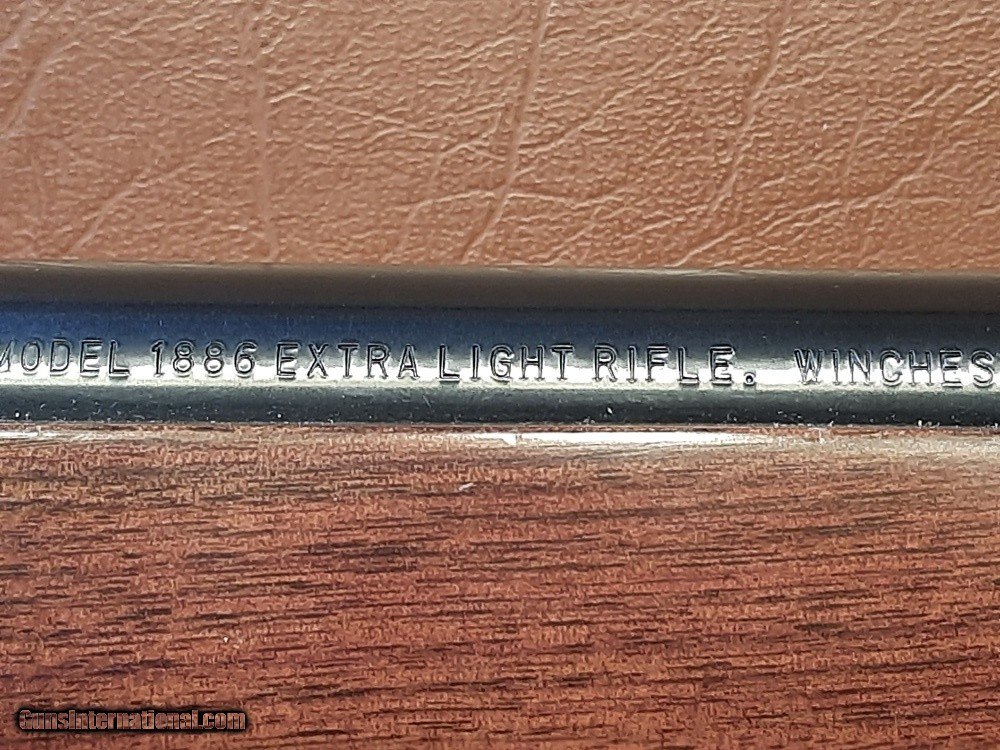 MODEL 1886 EXTRA LIGHT RIFLE. WINCHES
GunsInternational.com